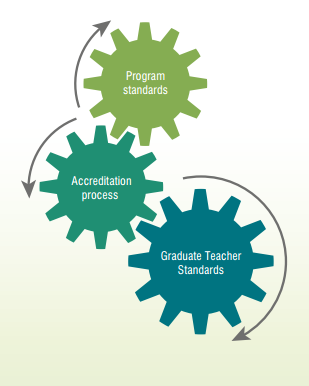 Program
standards
Accreditation
process
Graduate Teacher
Standards